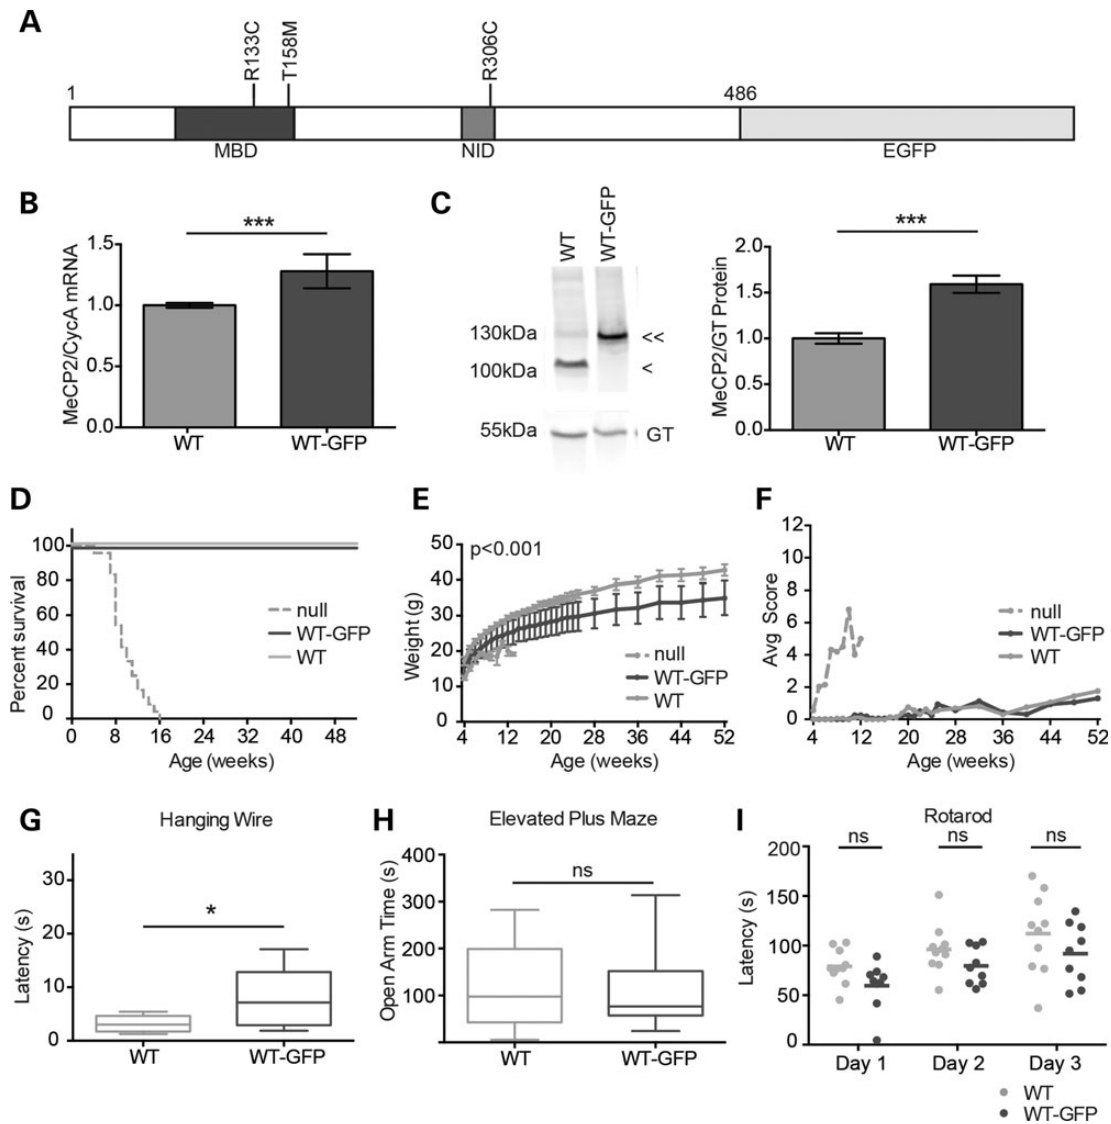 A
R133C
T158M
R306C
1
486
MBD
NID
EGFP
B
***
MeCP2/CycA mRNA
1.5
1.0
0.5
0.0
WT
WT-GFP
C
WT
WT-GFP
130kDa
<<
100kDa
<
55kDa
GT
***
MeCP2/GT Protein
2.0
1.5
1.0
0.5
0.0
WT
WT-GFP
D
Percent survival
100
80
60
40
20
0
null
WT-GFP
WT
0 8 16 24 32 40 48
Age (weeks)
E
p<0.001
Weight (g)
50
40
30
20
10
0
null
WT-GFP
WT
4 12 20 28 36 44 52
Age (weeks)
F
Avg Score
12
10
8
6
4
2
0
null
WT-GFP
WT
4 12 20 28 36 44 52
Age (weeks)
G
Hanging Wire
Latency (s)
30
20
10
0
*
WT
WT-GFP
H
Elevated Plus Maze
Open Arm Time (s)
400
300
200
100
ns
WT
WT-GFP
I
Rotarod
ns
ns
ns
Latency (s)
200
150
100
50
0
Day 1
Day 2
Day 3
WT
WT-GFP